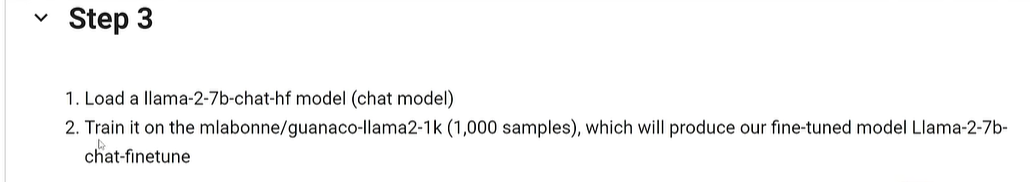 Step 3
1. Load a llama-2-7b-chat-hf model (chat model)
2. Train it on the mlabonne/guanaco-llama2-1k (1,000 samples), which will produce our fine-tuned model Llama-2-7b-
chat-finetune